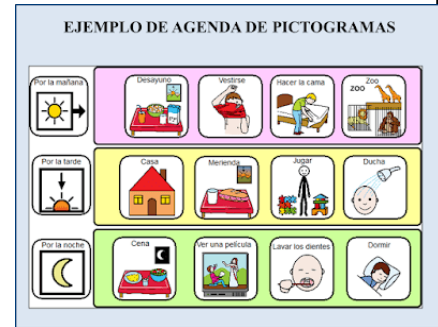 EJEMPLO DE AGENDA DE PICTOGRAMAS
Por la mañana
Desayuno
Vestirse
Hacer la cama
Zoo
ZOO
Por la tarde
Casa
Merienda
Jugar
Ducha
Por la noche
Cena
Ver una película
Lavar los dientes
Dormir